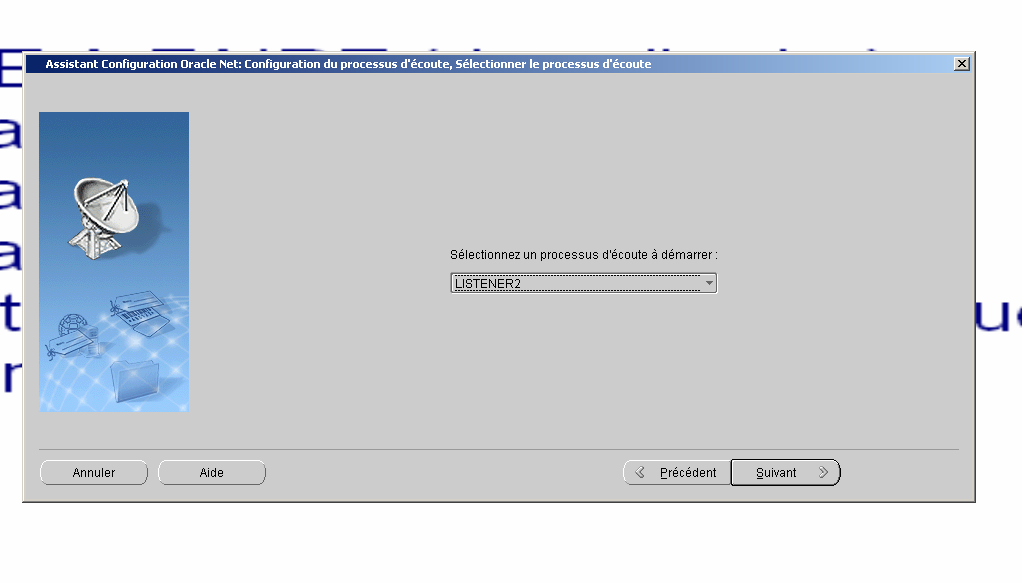 Assistant Configuration Oracle Net: Configuration du processus d'écoute, Sélectionner le processus d'écoute
Sélectionnez un processus d'écoute à démarrer :
LISTENER2
Annuler
Aide
Précédent
Suivant